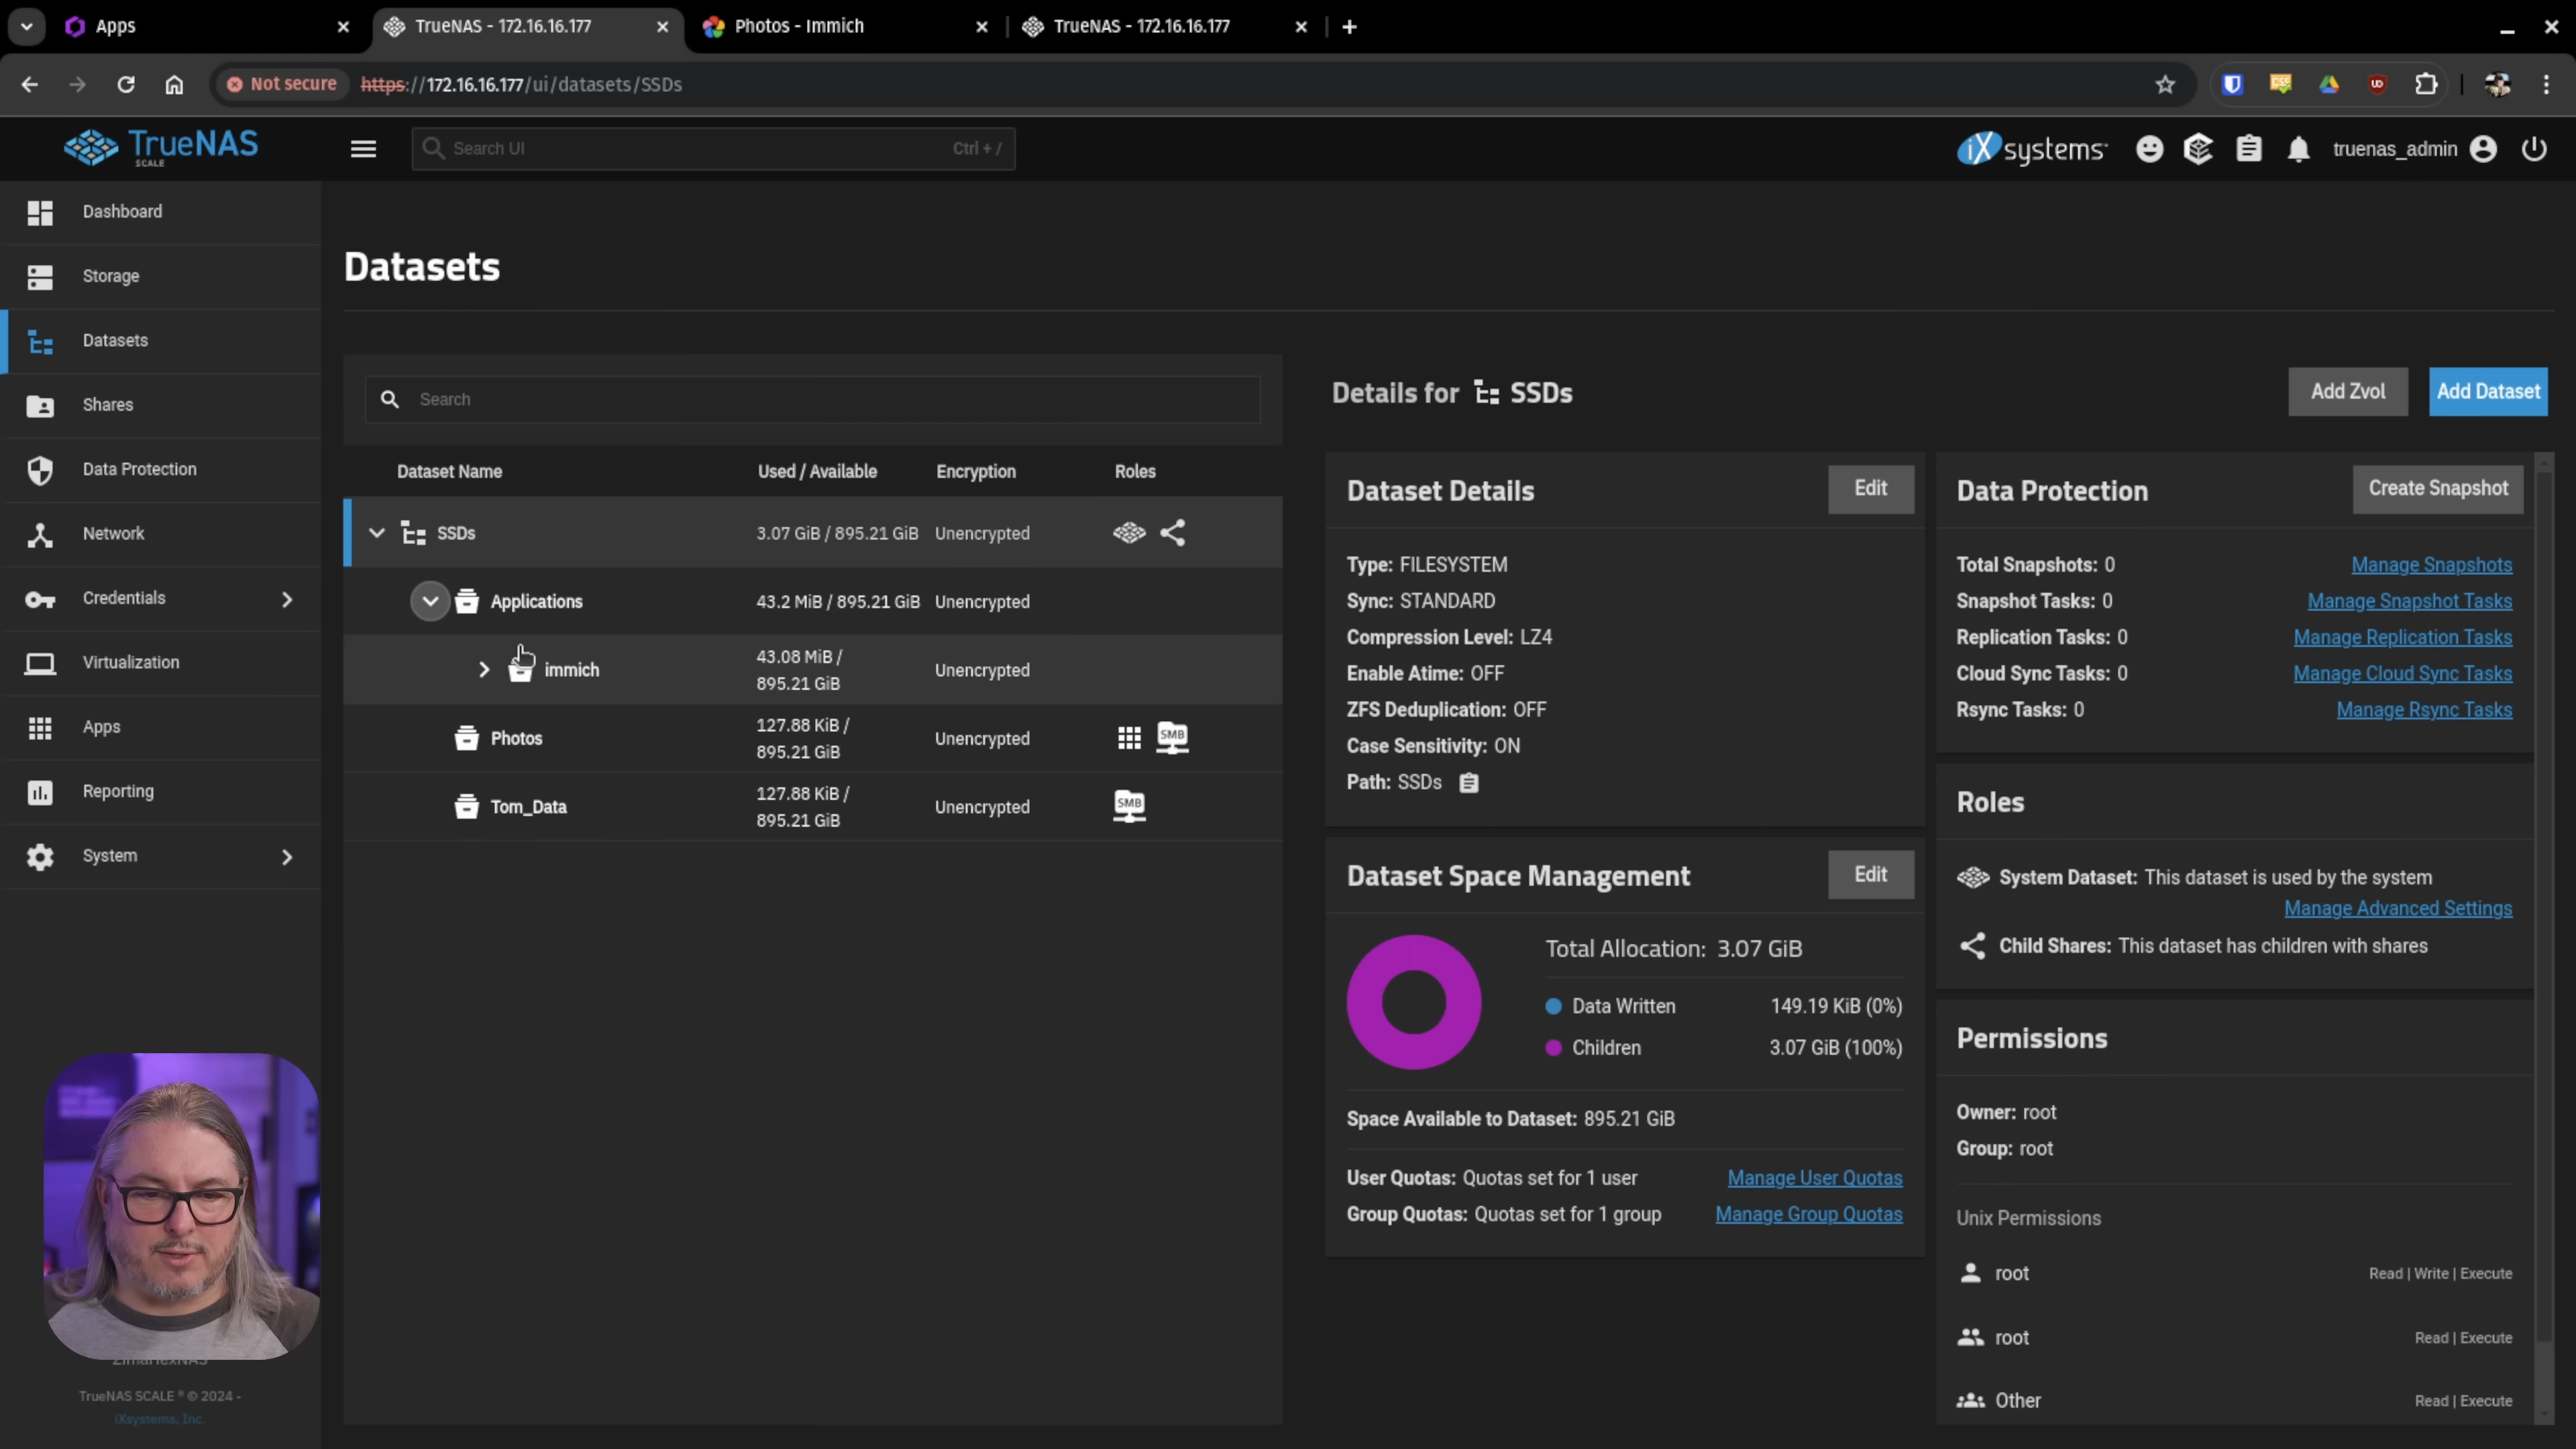 Apps
TrueNAS - 172.16.16.177
Photos - Immich
TrueNAS - 172.16.16.177
Not secure
https://172.16.16.177/ui/datasets/SSDs
TrueNAS
SCALE
Search UI
Ctrl + /
iXsystems
truenas_admin
Dashboard
Storage
Datasets
Shares
Data Protection
Network
Credentials
Virtualization
Apps
Reporting
System
TrueNAS SCALE ® © 2024 -
iXsystems, Inc.
Datasets
Search
Dataset Name Used / Available Encryption Roles
SSDs 3.07 GiB / 895.21 GiB Unencrypted
Applications 43.2 MiB / 895.21 GiB Unencrypted
immich 43.08 MiB / 895.21 GiB Unencrypted
Photos 127.88 KiB / 895.21 GiB Unencrypted SMB
Tom_Data 127.88 KiB / 895.21 GiB Unencrypted SMB
Details for SSDs
Add Zvol
Add Dataset
Dataset Details
Edit
Type: FILESYSTEM
Sync: STANDARD
Compression Level: LZ4
Enable Atime: OFF
ZFS Deduplication: OFF
Case Sensitivity: ON
Path: SSDs
Dataset Space Management
Edit
Total Allocation: 3.07 GiB
Data Written 149.19 KiB (0%)
Children 3.07 GiB (100%)
Space Available to Dataset: 895.21 GiB
User Quotas: Quotas set for 1 user Manage User Quotas
Group Quotas: Quotas set for 1 group Manage Group Quotas
Data Protection
Create Snapshot
Total Snapshots: 0 Manage Snapshots
Snapshot Tasks: 0 Manage Snapshot Tasks
Replication Tasks: 0 Manage Replication Tasks
Cloud Sync Tasks: 0 Manage Cloud Sync Tasks
Rsync Tasks: 0 Manage Rsync Tasks
Roles
System Dataset: This dataset is used by the system
Manage Advanced Settings
Child Shares: This dataset has children with shares
Permissions
Owner: root
Group: root
Unix Permissions
root Read | Write | Execute
root Read | Execute
Other Read | Execute